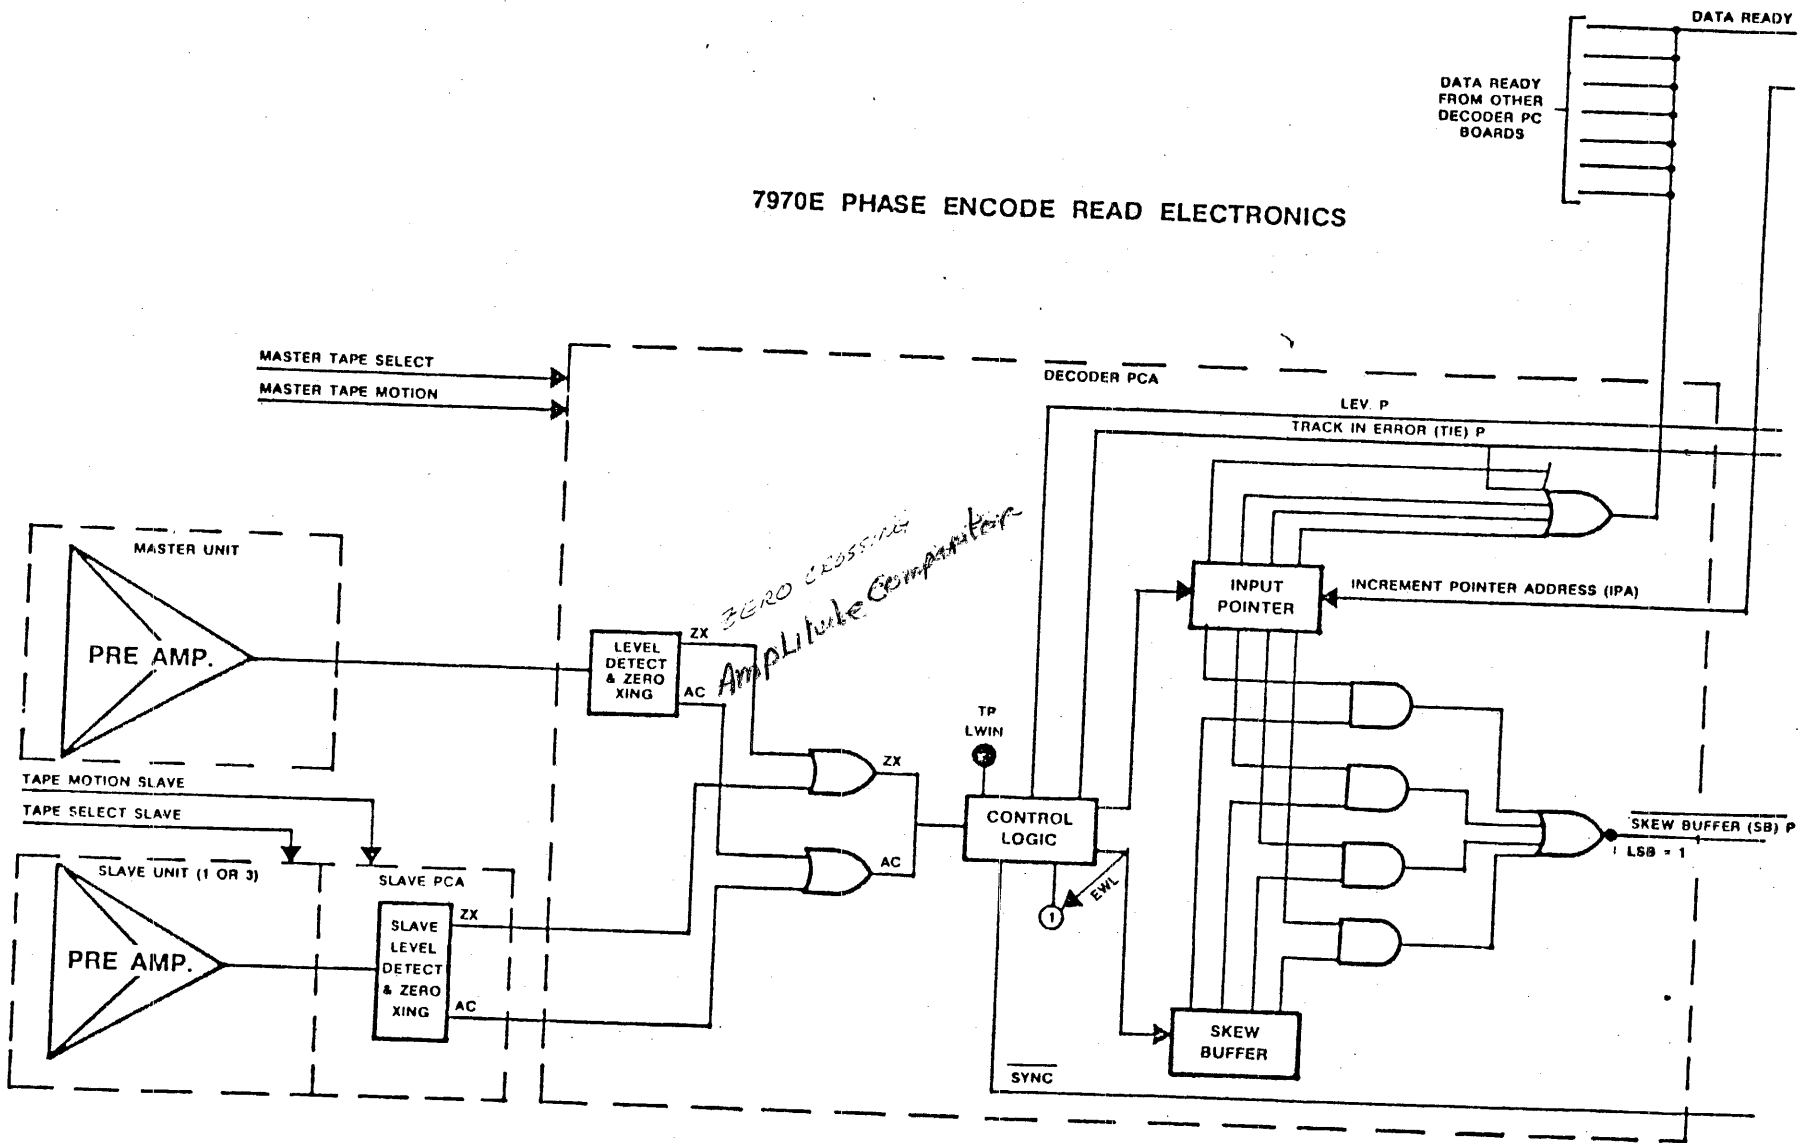 DATA READY
DATA READY
FROM OTHER
DECODER PC
BOARDS
7970E PHASE ENCODE READ ELECTRONICS
MASTER TAPE SELECT
MASTER TAPE MOTION
DECODER PCA
LEV. P
TRACK IN ERROR (TIE) P
MASTER UNIT
PRE AMP.
LEVEL
DETECT
& ZERO
XING
ZX
AC
ZERO CROSSING
Amplitude Comparitor
INPUT
POINTER
INCREMENT POINTER ADDRESS (IPA)
TAPE MOTION SLAVE
TAPE SELECT SLAVE
TP
LWIN
ZX
AC
CONTROL
LOGIC
EWL
1
SKEW BUFFER (SB) P
LSB = 1
SLAVE UNIT (1 OR 3)
SLAVE PCA
PRE AMP.
SLAVE
LEVEL
DETECT
& ZERO
XING
ZX
AC
SKEW
BUFFER
SYNC